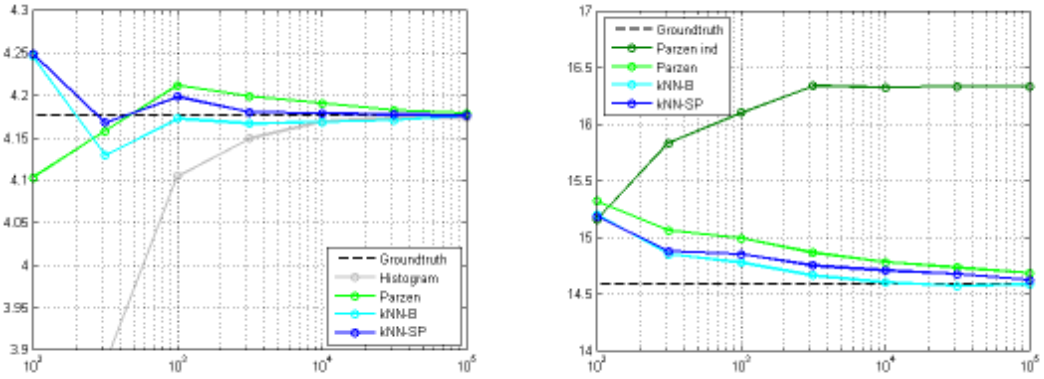 4.3
4.25
4.2
4.15
4.1
4.05
4
3.95
3.9
10²
10³
10⁴
10⁵
Groundtruth
Histogram
Parzen
kNN-B
kNN-SP
17
16.5
16
15.5
15
14.5
14
10²
10³
10⁴
10⁵
Groundtruth
Parzen ind
Parzen
kNN-B
kNN-SP